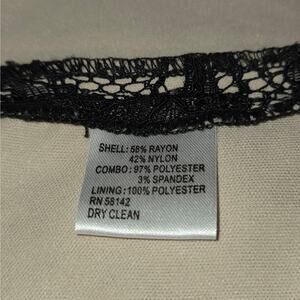 SHELL: 58% RAYON
42% NYLON
COMBO: 97% POLYESTER
3% SPANDEX
LINING: 100% POLYESTER
RN 58142
DRY CLEAN